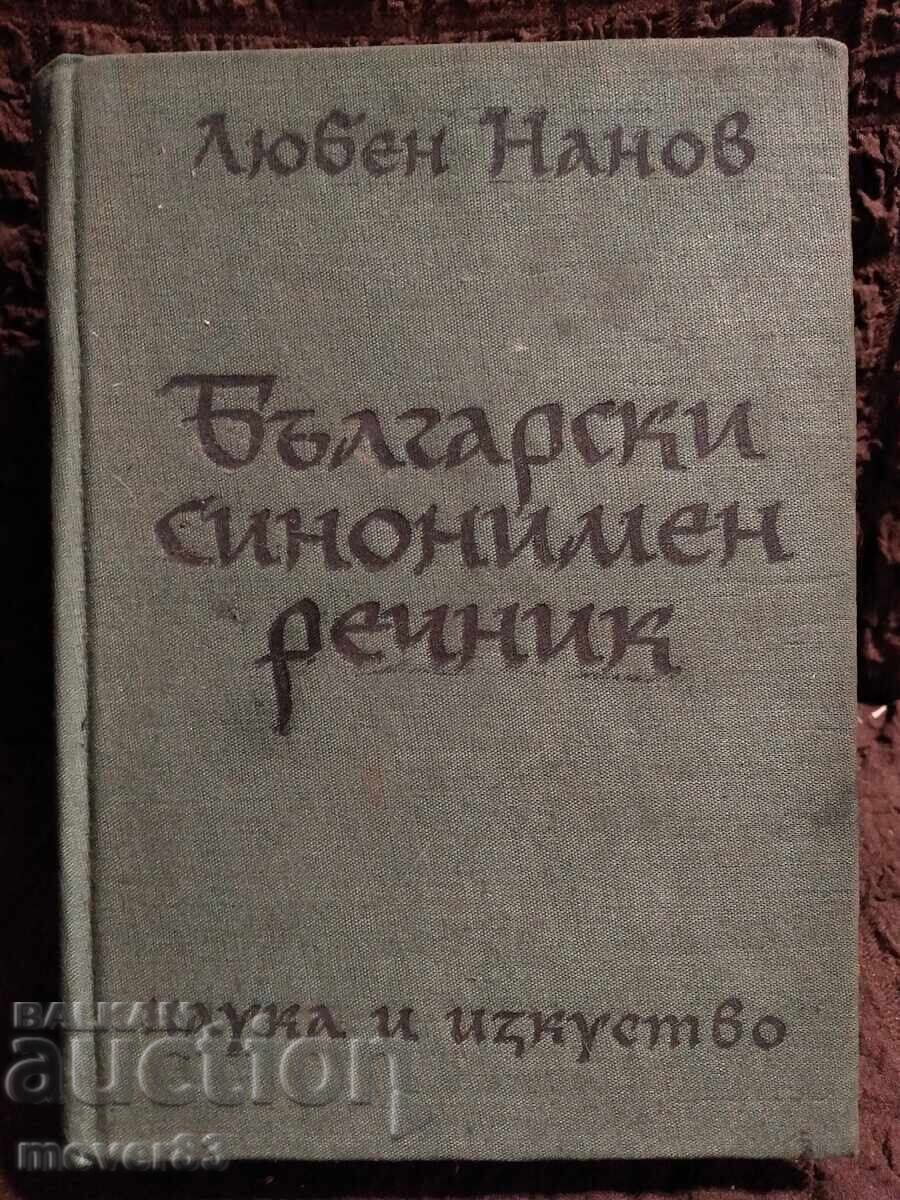 Любен Нанов
Български
синонимен
речник
наука и изкуство
BALKAN
auction
mover83